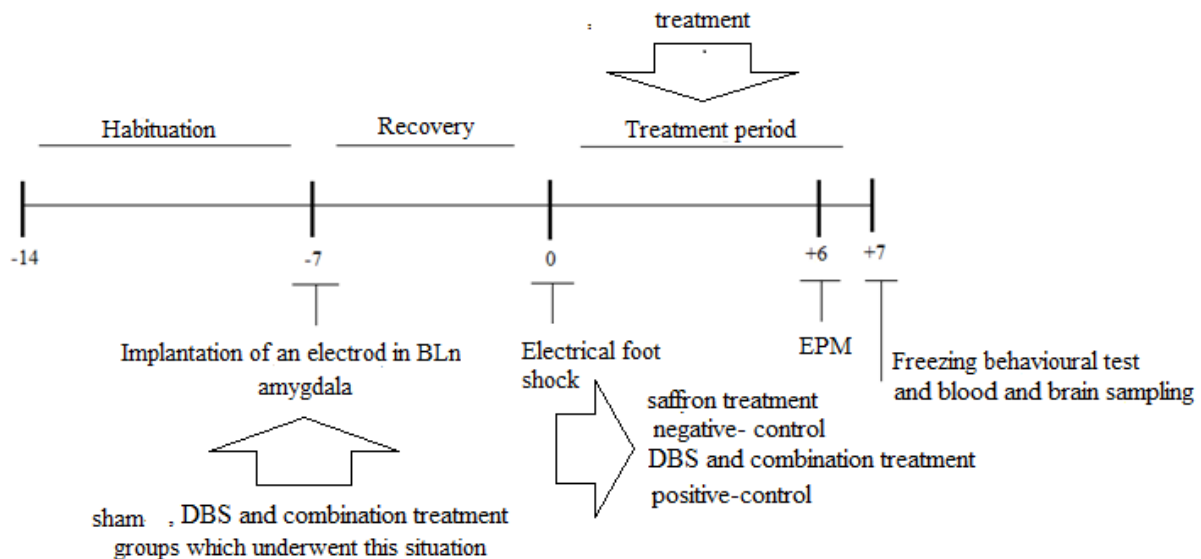 treatment
Habituation
Recovery
Treatment period
-14
-7
0
+6
+7
Implantation of an electrod in BLn
amygdala
Electrical foot
shock
EPM
Freezing behavioural test
and blood and brain sampling
saffron treatment
negative- control
DBS and combination treatment
positive-control
sham , DBS and combination treatment
groups which underwent this situation